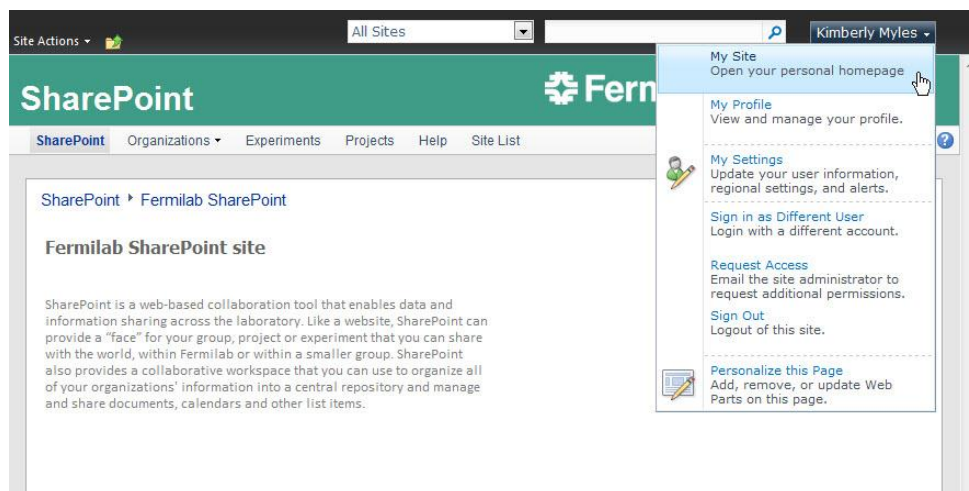 Site Actions
All Sites
Kimberly Myles
SharePoint
Ferm
SharePoint Organizations Experiments Projects Help Site List
My Site
Open your personal homepage
My Profile
View and manage your profile.
My Settings
Update your user information,
regional settings, and alerts.
Sign in as Different User
Login with a different account.
Request Access
Email the site administrator to
request additional permissions.
Sign Out
Logout of this site.
Personalize this Page
Add, remove, or update Web
Parts on this page.
SharePoint Fermilab SharePoint
Fermilab SharePoint site
SharePoint is a web-based collaboration tool that enables data and
information sharing across the laboratory. Like a website, SharePoint can
provide a "face" for your group, project or experiment that you can share
with the world, within Fermilab or within a smaller group. SharePoint
also provides a collaborative workspace that you can use to organize all
of your organizations' information into a central repository and manage
and share documents, calendars and other list items.